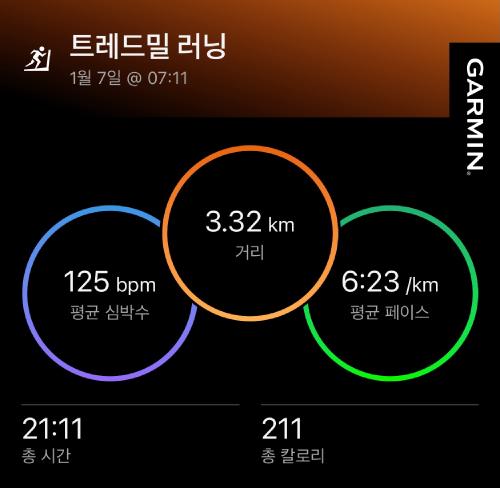 트레드밀 러닝
1월 7일 @ 07:11
GARMIN
3.32 km
거리
125 bpm
평균 심박수
6:23 /km
평균 페이스
21:11
총 시간
211
총 칼로리